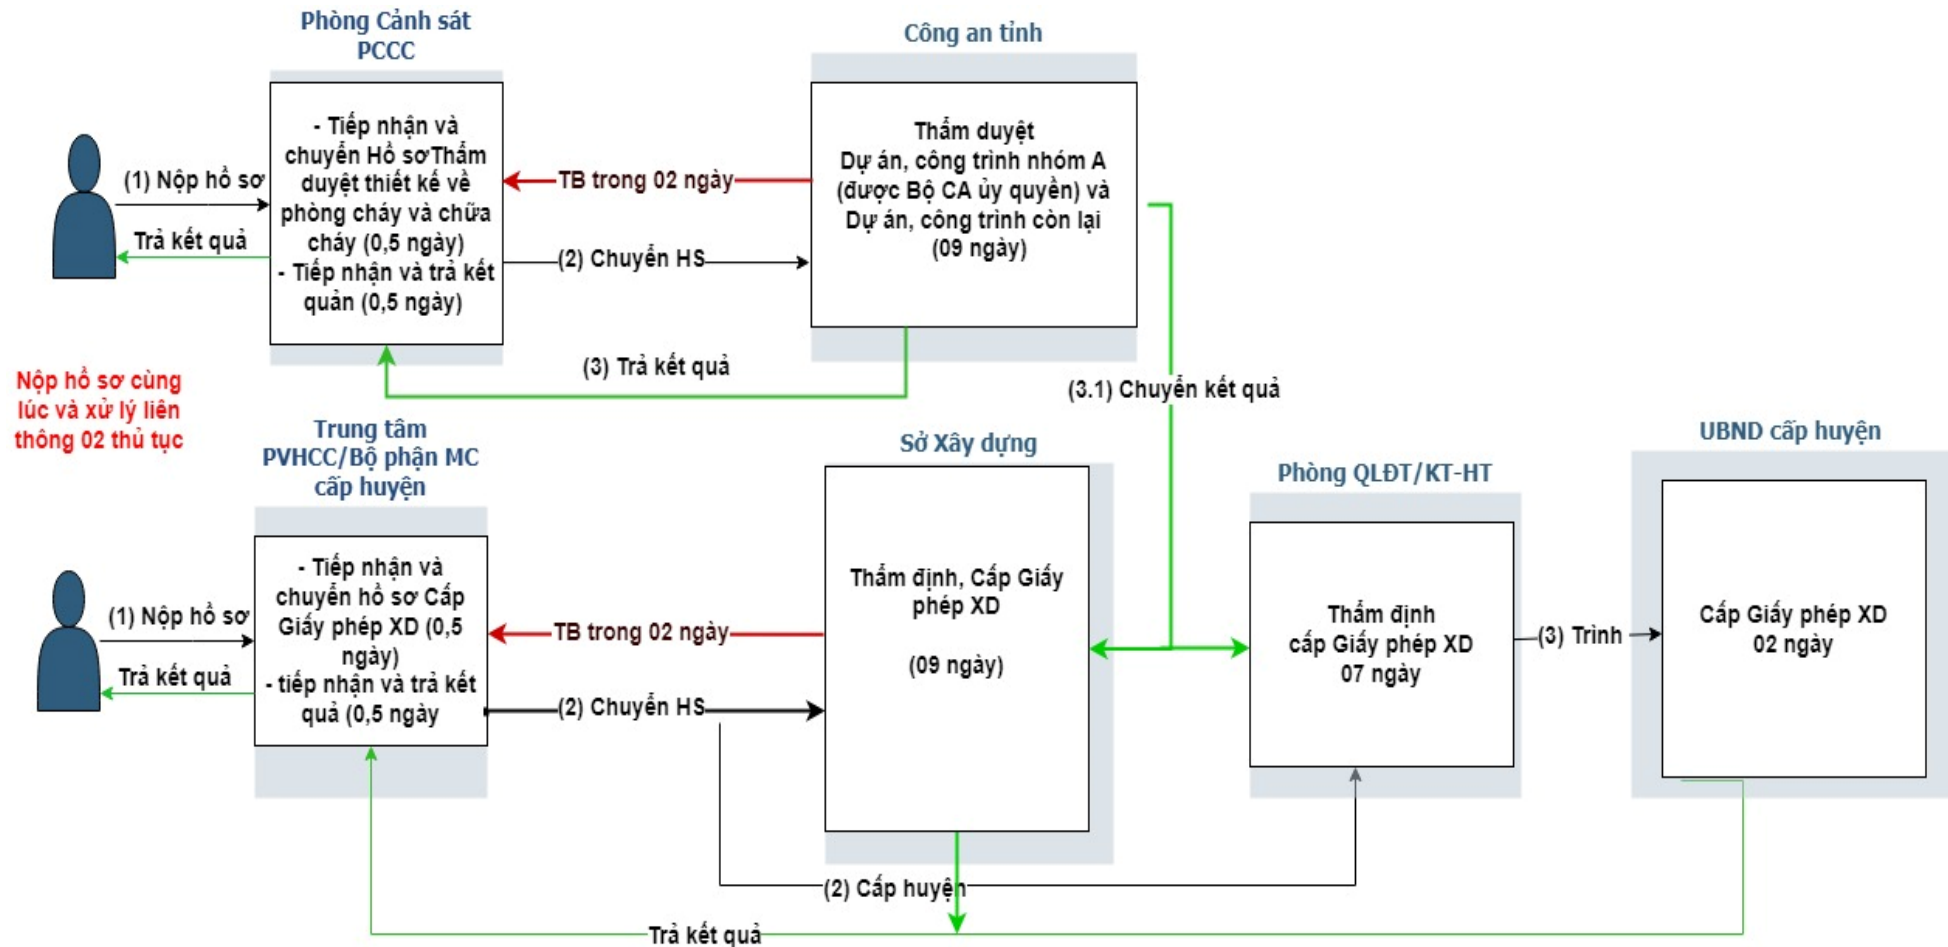 Phòng Cảnh sát
PCCC
Công an tỉnh
- Tiếp nhận và
chuyển Hồ sơThẩm
duyệt thiết kế về
phòng cháy và chữa
cháy (0,5 ngày)
- Tiếp nhận và trả kết
quản (0,5 ngày)
Thẩm duyệt
Dự án, công trình nhóm A
(được Bộ CA ủy quyền) và
Dự án, công trình còn lại
(09 ngày)
(1) Nộp hồ sơ
Trả kết quả
TB trong 02 ngày
(2) Chuyển HS
(3) Trả kết quả
(3.1) Chuyển kết quả
Nộp hồ sơ cùng
lúc và xử lý liên
thông 02 thủ tục
Trung tâm
PVHCC/Bộ phận MC
cấp huyện
Sở Xây dựng
Phòng QLĐT/KT-HT
UBND cấp huyện
- Tiếp nhận và
chuyển hồ sơ Cấp
Giấy phép XD (0,5
ngày)
- tiếp nhận và trả kết
quả (0,5 ngày
(1) Nộp hồ sơ
Trả kết quả
TB trong 02 ngày
(2) Chuyển HS
Thẩm định, Cấp Giấy
phép XD
(09 ngày)
Thẩm định
cấp Giấy phép XD
07 ngày
(3) Trình
Cấp Giấy phép XD
02 ngày
(2) Cấp huyện
Trả kết quả